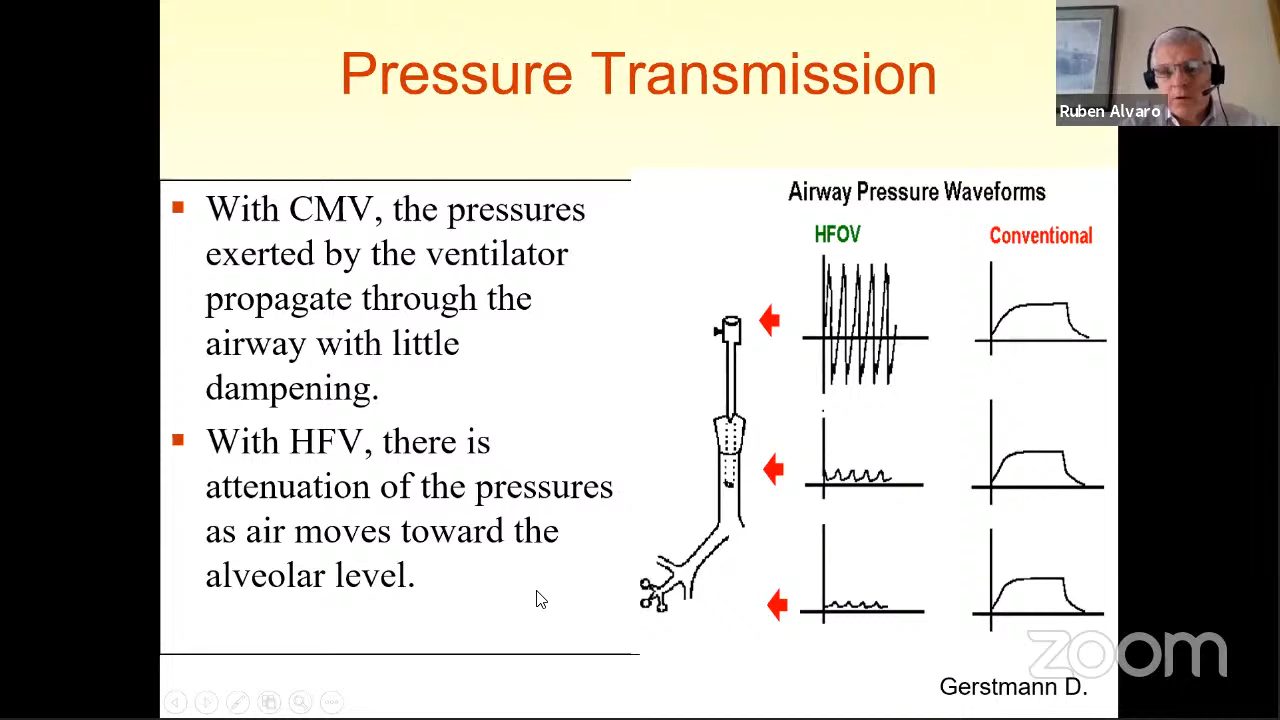 Pressure Transmission
Ruben Alvaro
With CMV, the pressures
exerted by the ventilator
propagate through the
airway with little
dampening.
With HFV, there is
attenuation of the pressures
as air moves toward the
alveolar level.
Airway Pressure Waveforms
HFOV
Conventional
zoom
Gerstmann D.